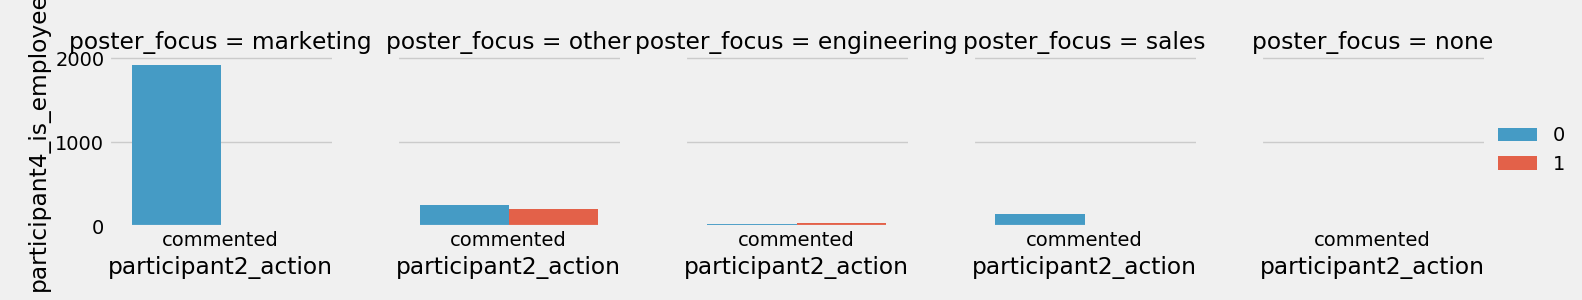 participant4_is_employee
poster_focus = marketing
poster_focus = other
poster_focus = engineering
poster_focus = sales
poster_focus = none
2000
1000
0
commented
commented
commented
commented
commented
participant2_action
participant2_action
participant2_action
participant2_action
participant2_action
0
1